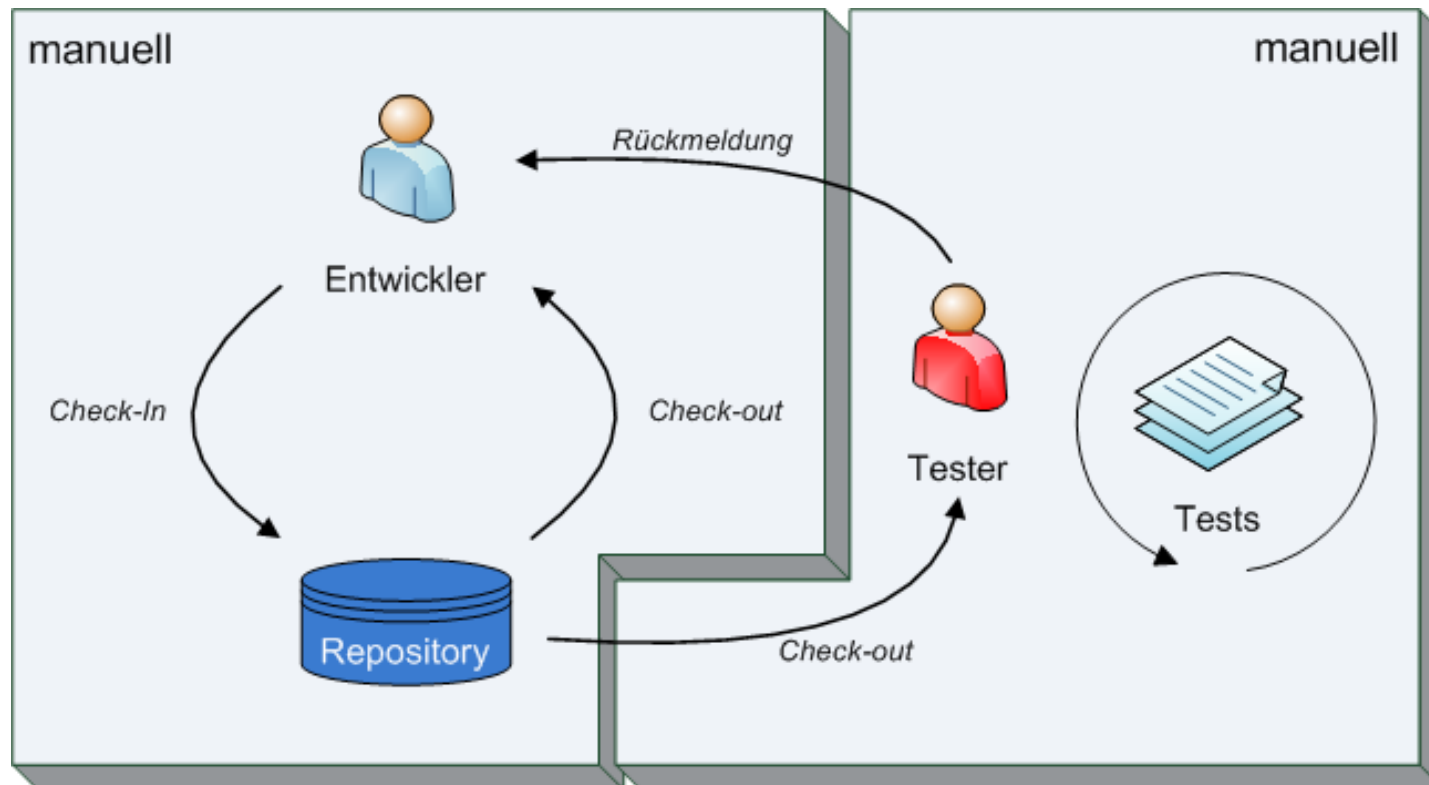 manuell
manuell
Rückmeldung
Entwickler
Check-In
Check-out
Tester
Tests
Repository
Check-out